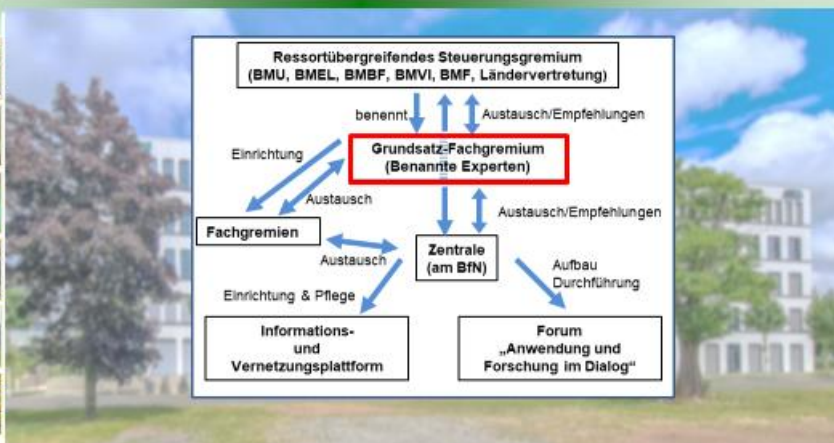 Ressortübergreifendes Steuerungsgremium
(BMU, BMEL, BMBF, BMVI, BMF, Ländervertretung)
benennt
Austausch/Empfehlungen
Einrichtung
Grundsatz-Fachgremium
(Benannte Experten)
Austausch
Austausch/Empfehlungen
Fachgremien
Austausch
Zentrale
(am BfN)
Aufbau
Durchführung
Einrichtung & Pflege
Informations-
und
Vernetzungsplattform
Forum
„Anwendung und
Forschung im Dialog“